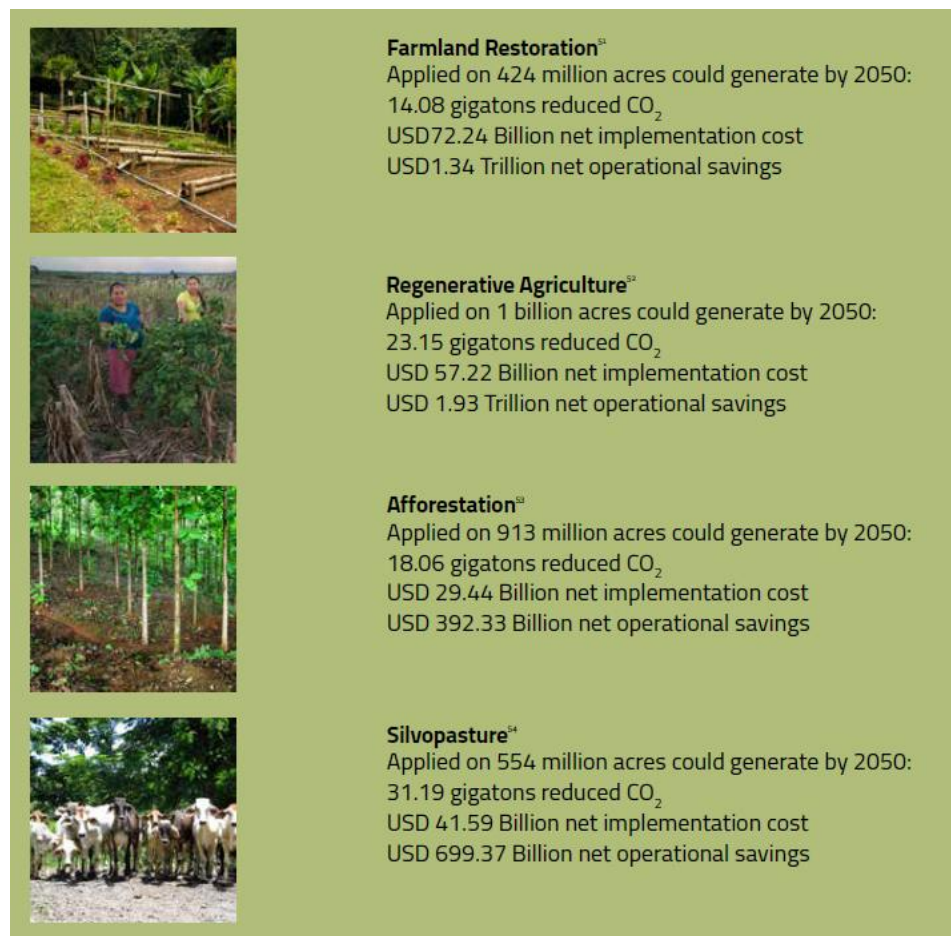 Farmland Restoration⁵¹
Applied on 424 million acres could generate by 2050:
14.08 gigatons reduced CO₂
USD72.24 Billion net implementation cost
USD1.34 Trillion net operational savings
Regenerative Agriculture⁵²
Applied on 1 billion acres could generate by 2050:
23.15 gigatons reduced CO₂
USD 57.22 Billion net implementation cost
USD 1.93 Trillion net operational savings
Afforestation⁵³
Applied on 913 million acres could generate by 2050:
18.06 gigatons reduced CO₂
USD 29.44 Billion net implementation cost
USD 392.33 Billion net operational savings
Silvopasture⁵⁴
Applied on 554 million acres could generate by 2050:
31.19 gigatons reduced CO₂
USD 41.59 Billion net implementation cost
USD 699.37 Billion net operational savings